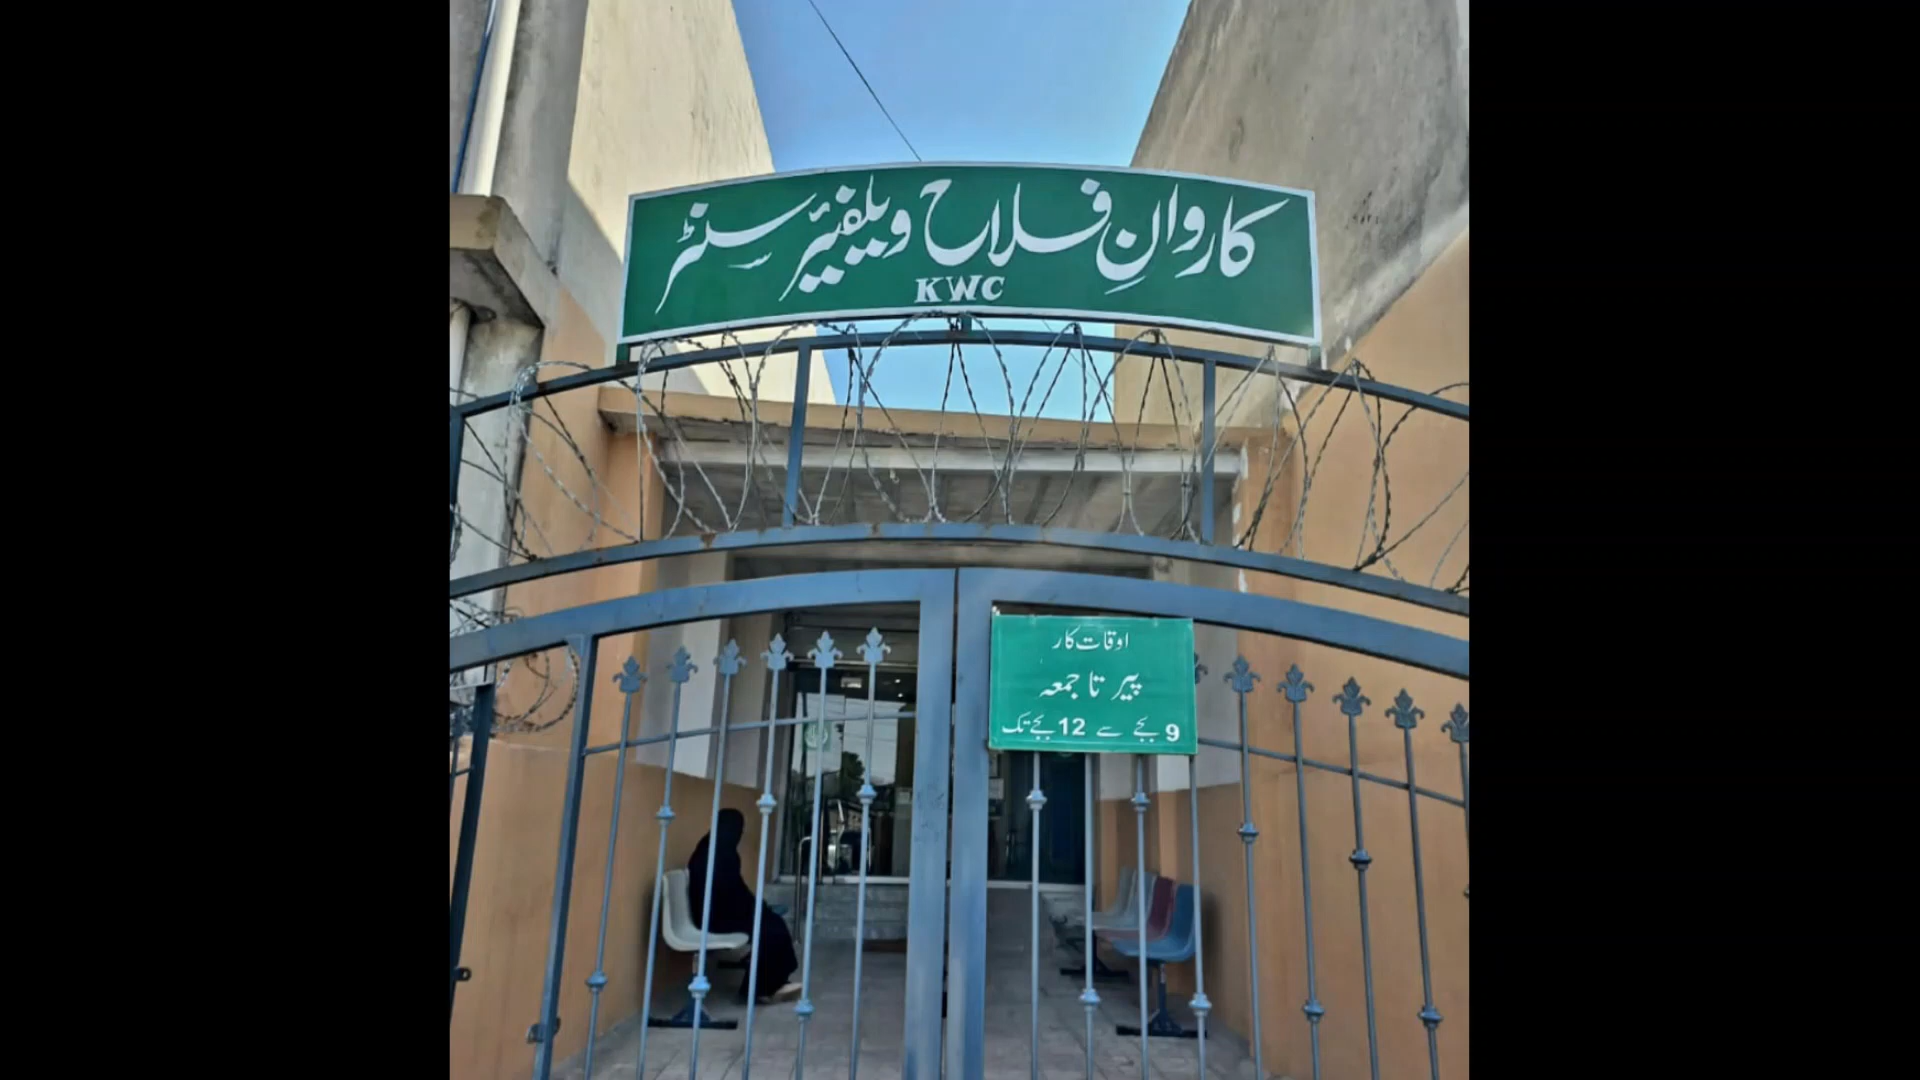 کاروانِ فلاح ویلفیئر سنٹر
KWC
اوقات کار
پیر تا جمعہ
9 بجے سے 12 بجے تک